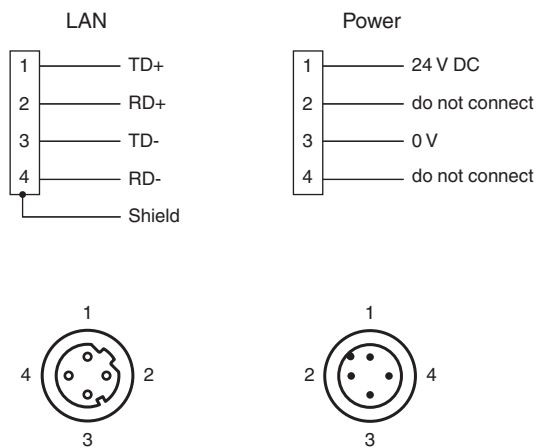 LAN
1 TD+
2 RD+
3 TD-
4 RD-
Shield
Power
1 24 V DC
2 do not connect
3 0 V
4 do not connect
1
4 2
3
1
2 4
3